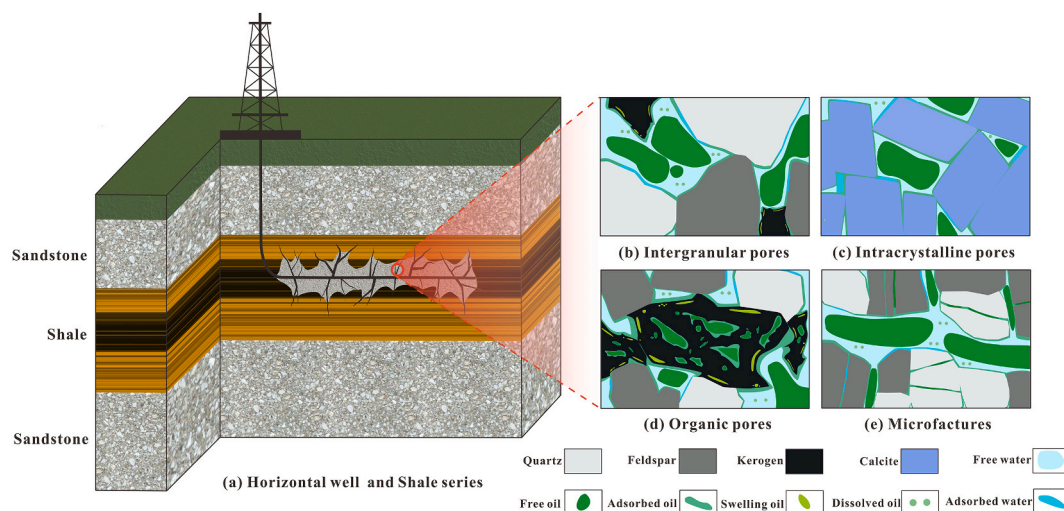 Sandstone
Shale
Sandstone
(a) Horizontal well and Shale series
(b) Intergranular pores
(c) Intracrystalline pores
(d) Organic pores
(e) Microfactures
Quartz
Feldspar
Kerogen
Calcite
Free water
Free oil
Adsorbed oil
Swelling oil
Dissolved oil
Adsorbed water